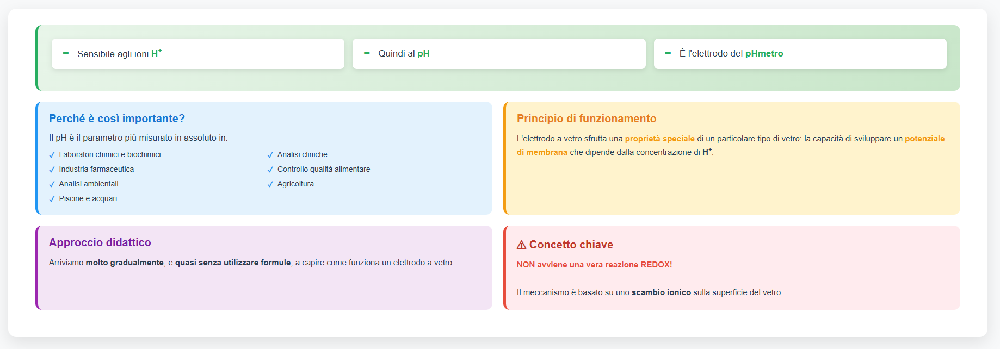 – Sensibile agli ioni H⁺
– Quindi al pH
– È l'elettrodo del pHmetro
Perché è così importante?
Il pH è il parametro più misurato in assoluto in:
✓ Laboratori chimici e biochimici
✓ Analisi cliniche
✓ Industria farmaceutica
✓ Controllo qualità alimentare
✓ Analisi ambientali
✓ Agricoltura
✓ Piscine e acquari
Principio di funzionamento
L'elettrodo a vetro sfrutta una proprietà speciale di un particolare tipo di vetro: la capacità di sviluppare un potenziale
di membrana che dipende dalla concentrazione di H⁺.
Approccio didattico
Arriviamo molto gradualmente, e quasi senza utilizzare formule, a capire come funziona un elettrodo a vetro.
⚠ Concetto chiave
NON avviene una vera reazione REDOX!
Il meccanismo è basato su uno scambio ionico sulla superficie del vetro.